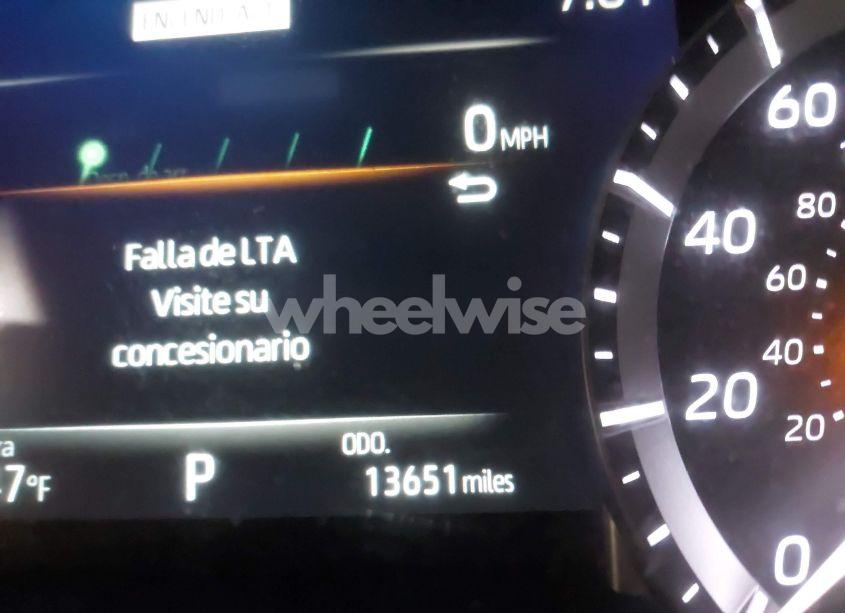 0 MPH
Falla de LTA
Visite su
concesionario
wheelwise
ODO.
P
13651 miles
60
40
20
0
80
60
40
20